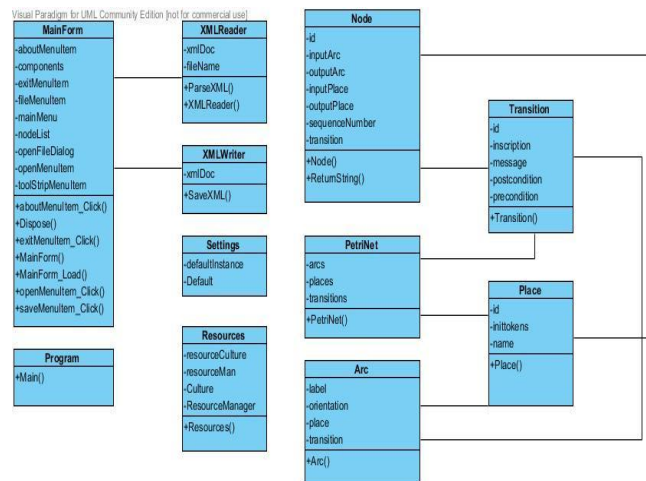 Visual Paradigm for UML Community Edition [not for commercial use]
MainForm
-aboutMenuItem
-components
-exitMenuItem
-fileMenuItem
-mainMenu
-nodeList
-openFileDialog
-openMenuItem
-toolStripMenuItem
+aboutMenuItem_Click()
+Dispose()
+exitMenuItem_Click()
+MainForm()
+MainForm_Load()
+openMenuItem_Click()
+saveMenuItem_Click()
Program
+Main()
XMLReader
-xmlDoc
-fileName
+ParseXML()
+XMLReader()
XMLWriter
-xmlDoc
+SaveXML()
Settings
-defaultInstance
-Default
Resources
-resourceCulture
-resourceMan
-Culture
-ResourceManager
+Resources()
Node
-id
-inputArc
-outputArc
-inputPlace
-outputPlace
-sequenceNumber
-transition
+Node()
+ReturnString()
PetriNet
-arcs
-places
-transitions
+PetriNet()
Arc
-label
-orientation
-place
-transition
+Arc()
Transition
-id
-inscription
-message
-postcondition
-precondition
+Transition()
Place
-id
-inittokens
-name
+Place()